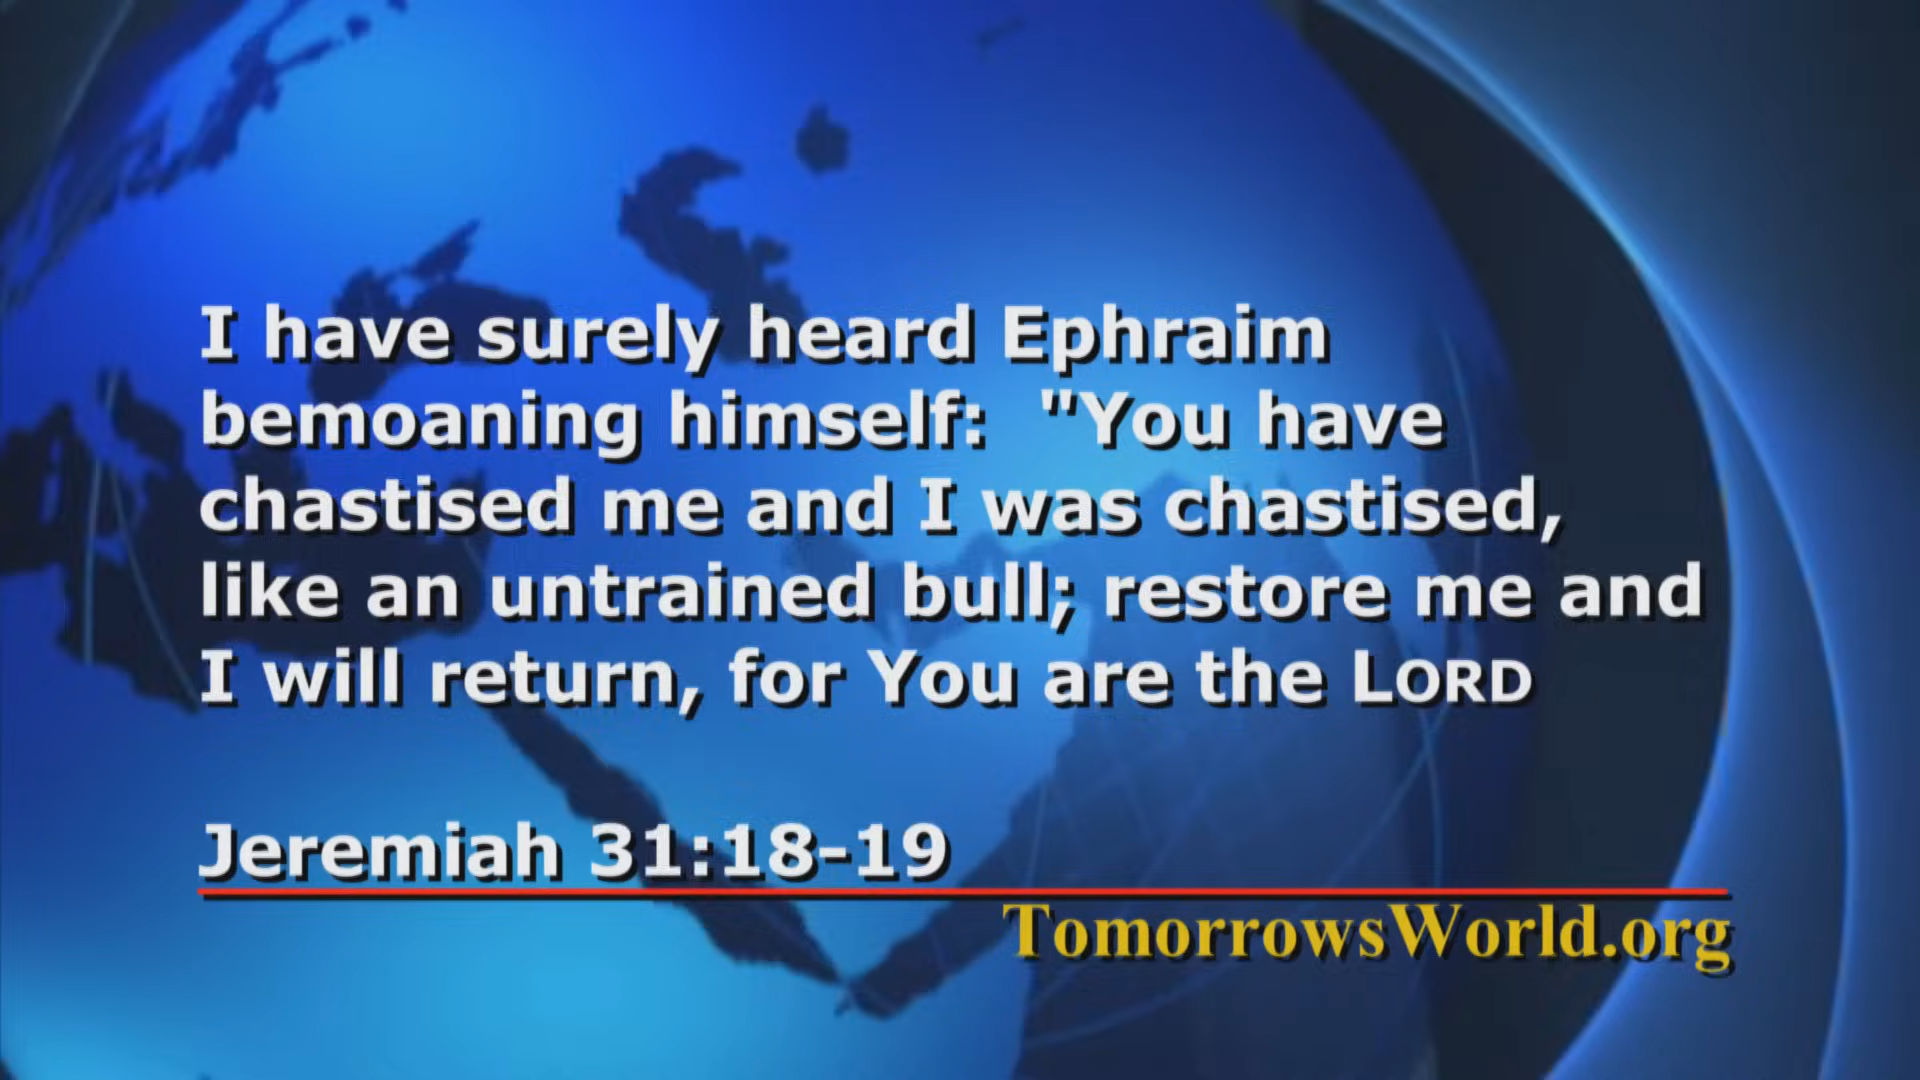 I have surely heard Ephraim
bemoaning himself:  "You have
chastised me and I was chastised,
like an untrained bull; restore me and
I will return, for You are the LORD
Jeremiah 31:18-19
TomorrowsWorld.org